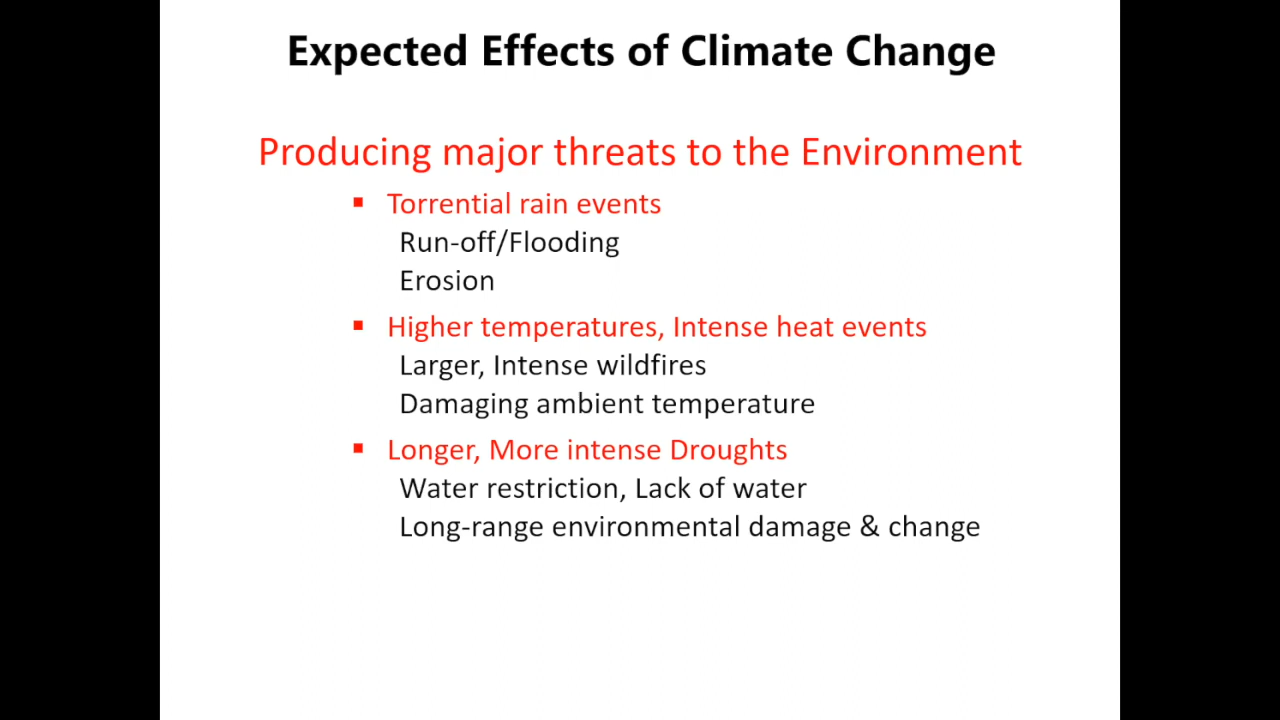 Expected Effects of Climate Change
Producing major threats to the Environment
▪ Torrential rain events
Run-off/Flooding
Erosion
▪ Higher temperatures, Intense heat events
Larger, Intense wildfires
Damaging ambient temperature
▪ Longer, More intense Droughts
Water restriction, Lack of water
Long-range environmental damage & change